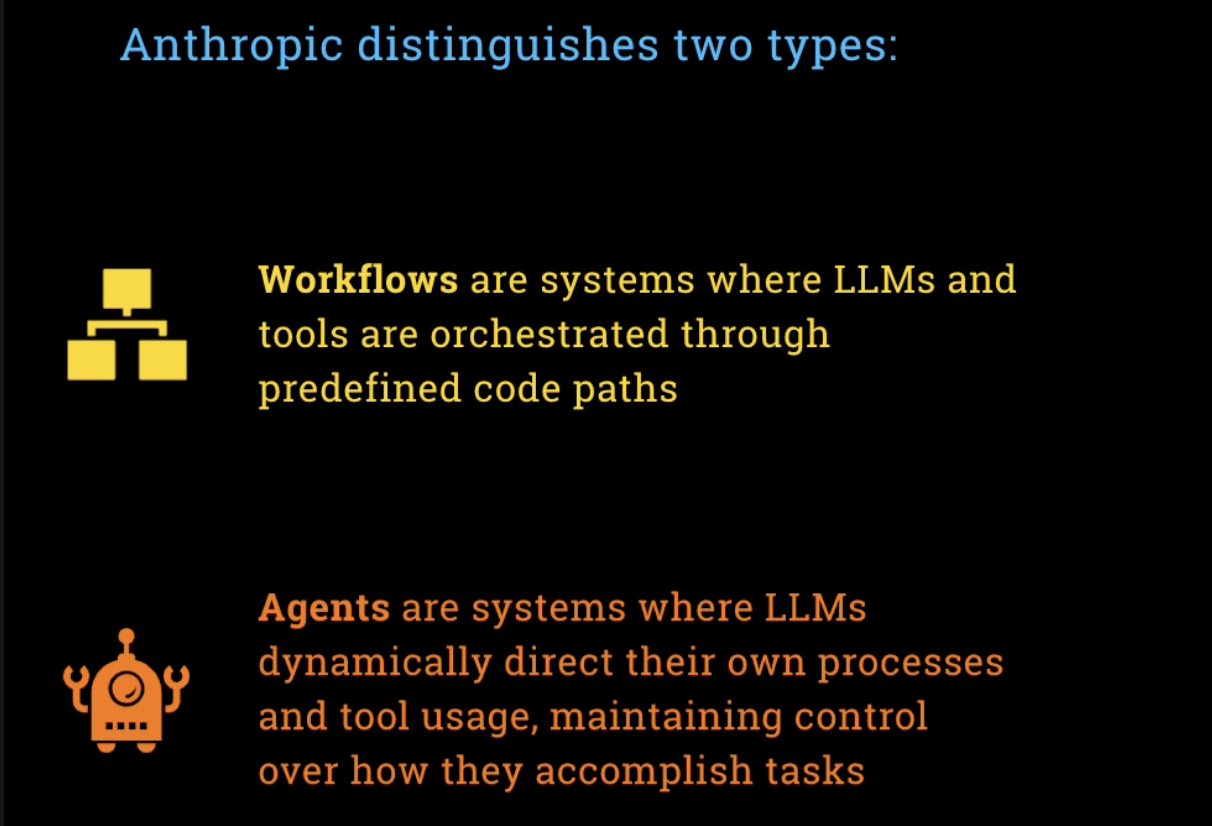 Anthropic distinguishes two types:
Workflows are systems where LLMs and
tools are orchestrated through
predefined code paths
Agents are systems where LLMs
dynamically direct their own processes
and tool usage, maintaining control
over how they accomplish tasks